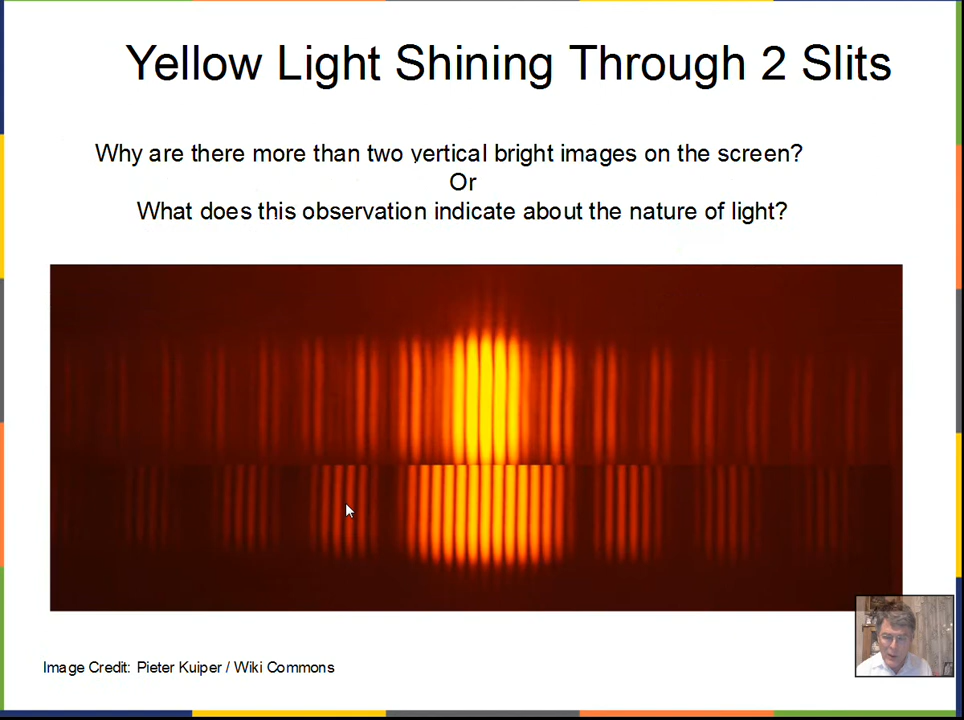 Yellow Light Shining Through 2 Slits
Why are there more than two vertical bright images on the screen?
Or
What does this observation indicate about the nature of light?
Image Credit: Pieter Kuiper / Wiki Commons